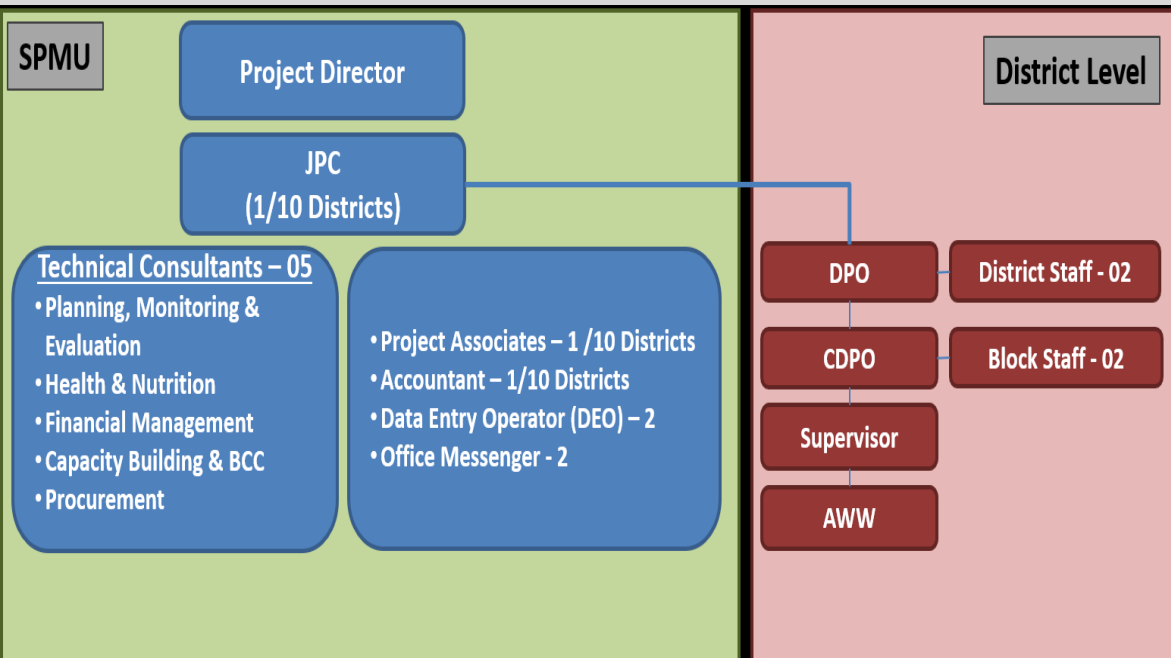 SPMU
Project Director
JPC
(1/10 Districts)
Technical Consultants – 05
• Planning, Monitoring &
Evaluation
• Health & Nutrition
• Financial Management
• Capacity Building & BCC
• Procurement
• Project Associates – 1 /10 Districts
• Accountant – 1/10 Districts
• Data Entry Operator (DEO) – 2
• Office Messenger - 2
District Level
DPO
District Staff - 02
CDPO
Block Staff - 02
Supervisor
AWW